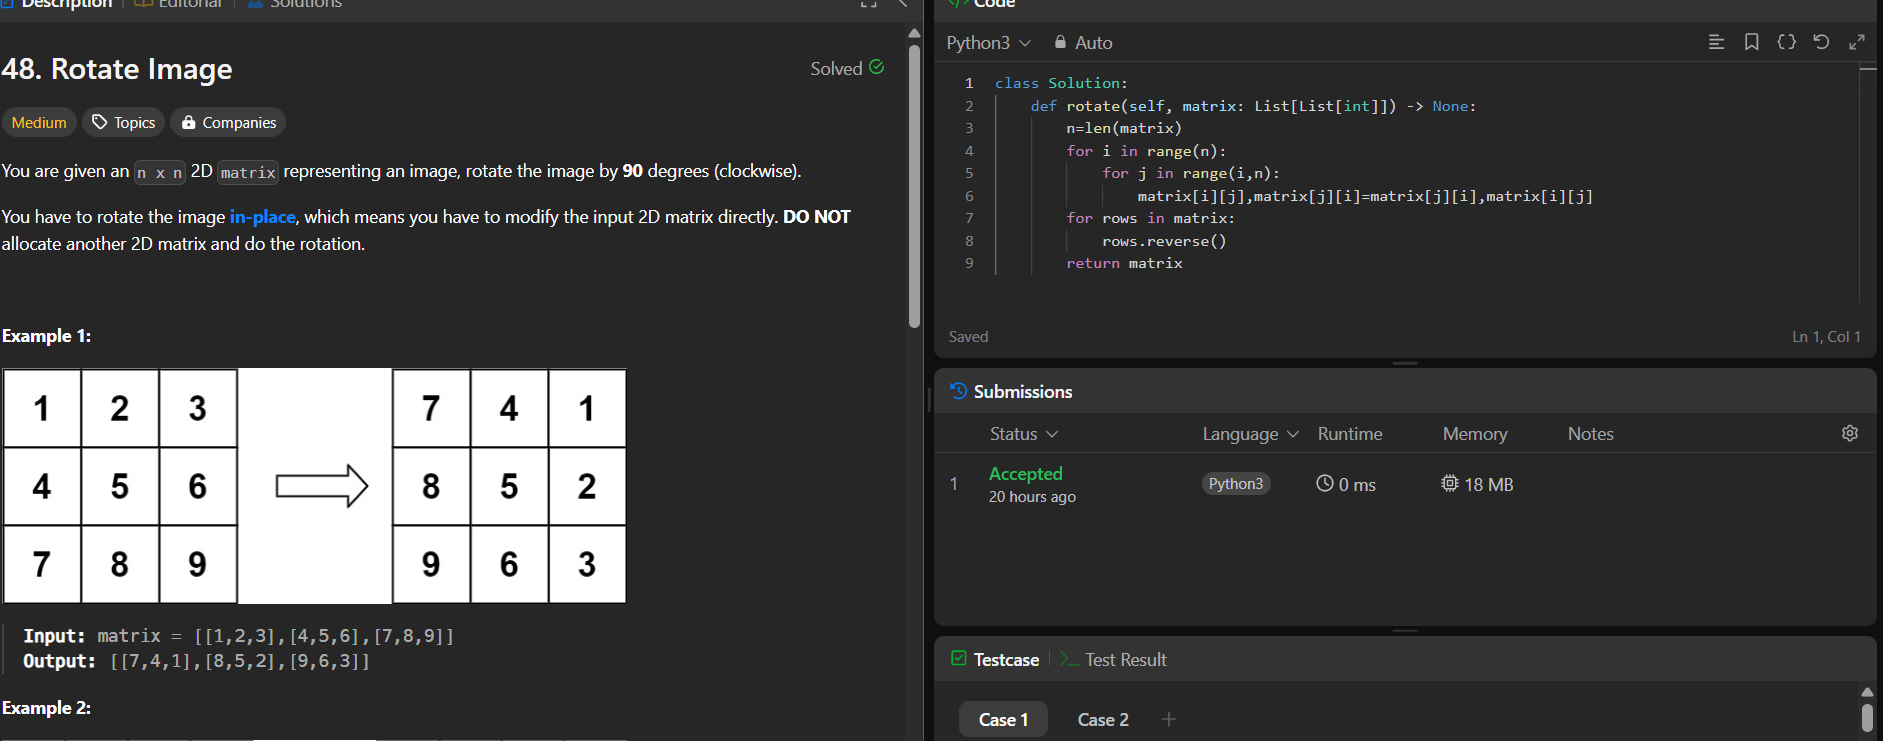 Description
Editorial
Solutions
48. Rotate Image
Solved
Medium
Topics
Companies
You are given an n x n 2D matrix representing an image, rotate the image by 90 degrees (clockwise).
You have to rotate the image in-place, which means you have to modify the input 2D matrix directly. DO NOT
allocate another 2D matrix and do the rotation.
Example 1:
1 2 3 7 4 1
4 5 6 8 5 2
7 8 9 9 6 3
Input: matrix = [[1,2,3],[4,5,6],[7,8,9]]
Output: [[7,4,1],[8,5,2],[9,6,3]]
Example 2:
</> Code
Python3
Auto
1 class Solution:
2     def rotate(self, matrix: List[List[int]]) -> None:
3         n=len(matrix)
4         for i in range(n):
5             for j in range(i,n):
6                 matrix[i][j],matrix[j][i]=matrix[j][i],matrix[i][j]
7         for rows in matrix:
8             rows.reverse()
9         return matrix
Saved
Ln 1, Col 1
Submissions
Status Language Runtime Memory Notes
1 Accepted Python3 0 ms 18 MB
20 hours ago
Testcase
>_ Test Result
Case 1 Case 2 +